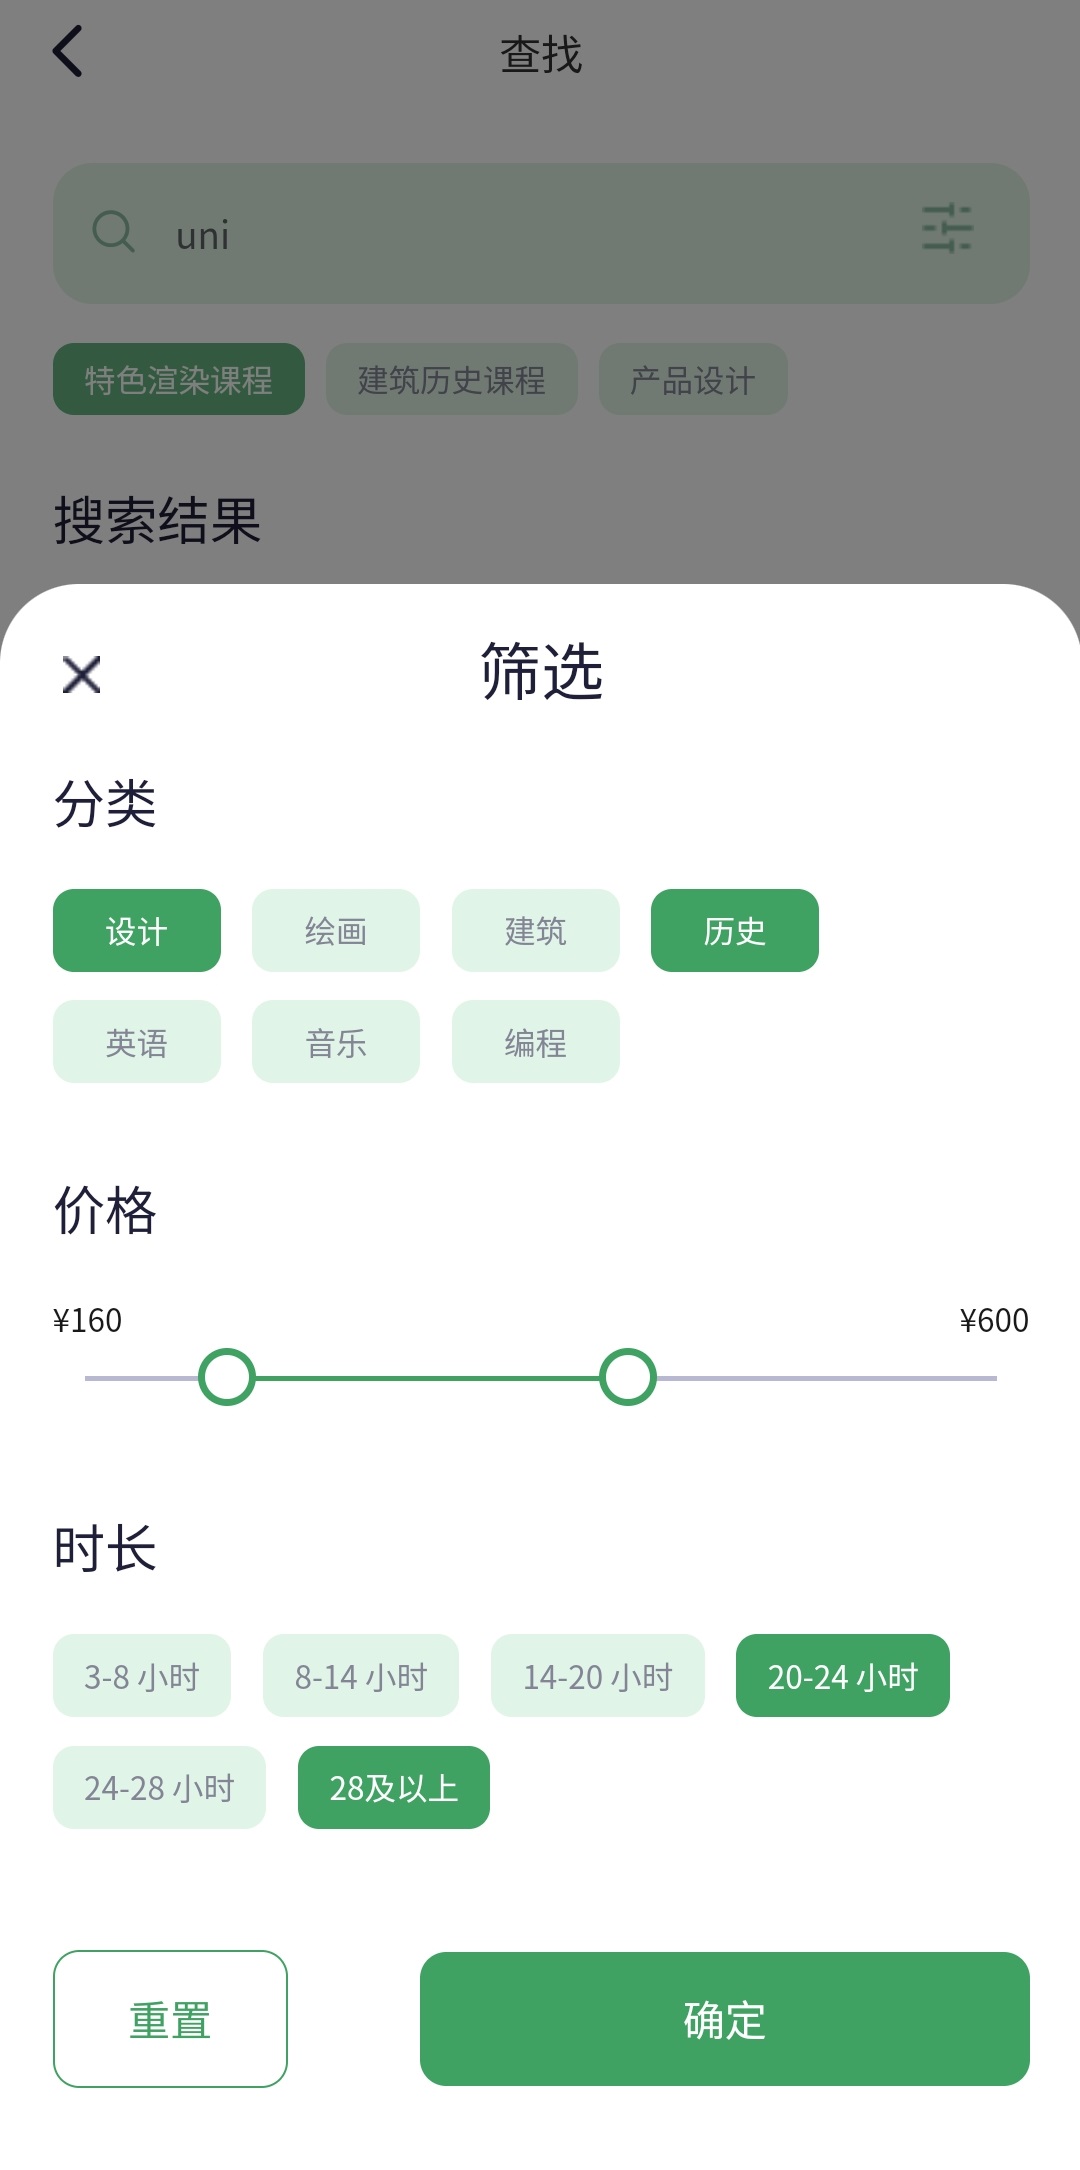 查找
uni
特色渲染课程 建筑历史课程 产品设计
搜索结果
筛选
分类
设计 绘画 建筑 历史
英语 音乐 编程
价格
¥160 ¥600
时长
3-8 小时 8-14 小时 14-20 小时 20-24 小时
24-28 小时 28及以上
重置 确定